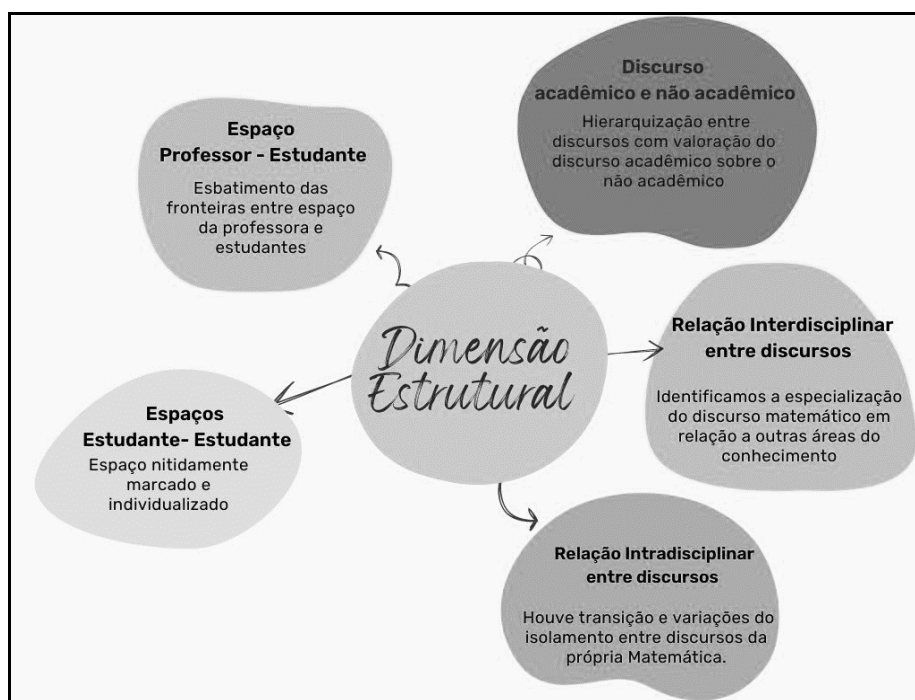 Discurso
acadêmico e não acadêmico
Hierarquização entre
discursos com valoração do
discurso acadêmico sobre o
não acadêmico
Espaço
Professor - Estudante
Esbatimento das
fronteiras entre espaço
da professora e
estudantes
Dimensão
Estrutural
Relação Interdisciplinar
entre discursos
Identificamos a especialização
do discurso matemático em
relação a outras áreas do
conhecimento
Espaços
Estudante- Estudante
Espaço nitidamente
marcado e
individualizado
Relação Intradisciplinar
entre discursos
Houve transição e variações do
isolamento entre discursos da
própria Matemática.